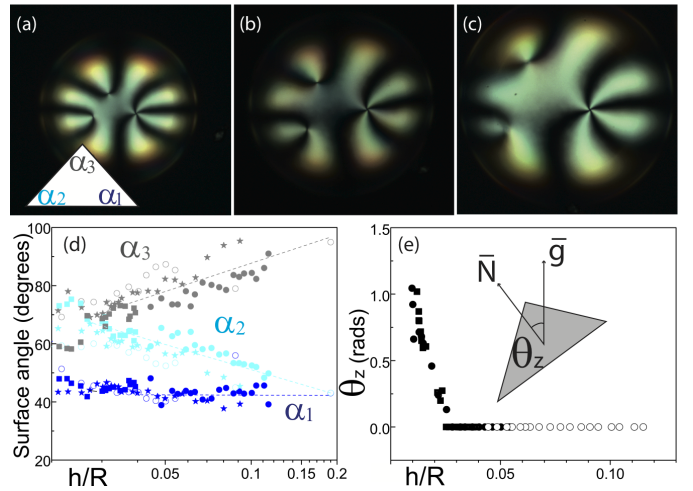 (a)
(b)
(c)
α₃
α₂
α₁
(d)
Surface angle (degrees)
100
80
60
40
20
α₃
α₂
α₁
0.05
0.1
0.15
0.2
h/R
(e)
θz (rads)
1.5
1.0
0.5
0.0
N̅
g̅
θz
0.05
0.10
h/R